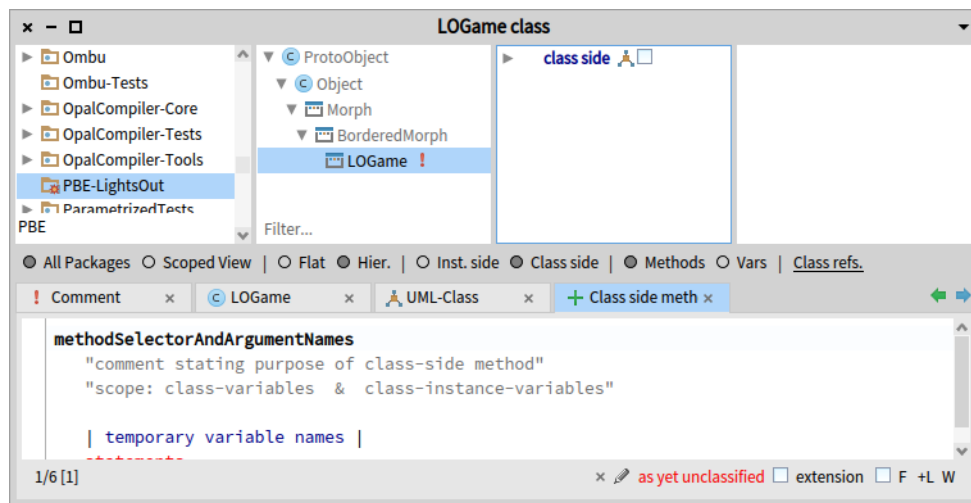 LOGame class
Ombu
Ombu-Tests
OpalCompiler-Core
OpalCompiler-Tests
OpalCompiler-Tools
PBE-LightsOut
ParametrizedTests
PBE
ProtoObject
Object
Morph
BorderedMorph
LOGame !
Filter...
class side
All Packages Scoped View | Flat Hier. | Inst. side Class side | Methods Vars | Class refs.
! Comment × C LOGame × UML-Class × + Class side meth ×
methodSelectorAndArgumentNames
"comment stating purpose of class-side method"
"scope: class-variables & class-instance-variables"
| temporary variable names |
statements
1/6 [1] × as yet unclassified extension F +L W